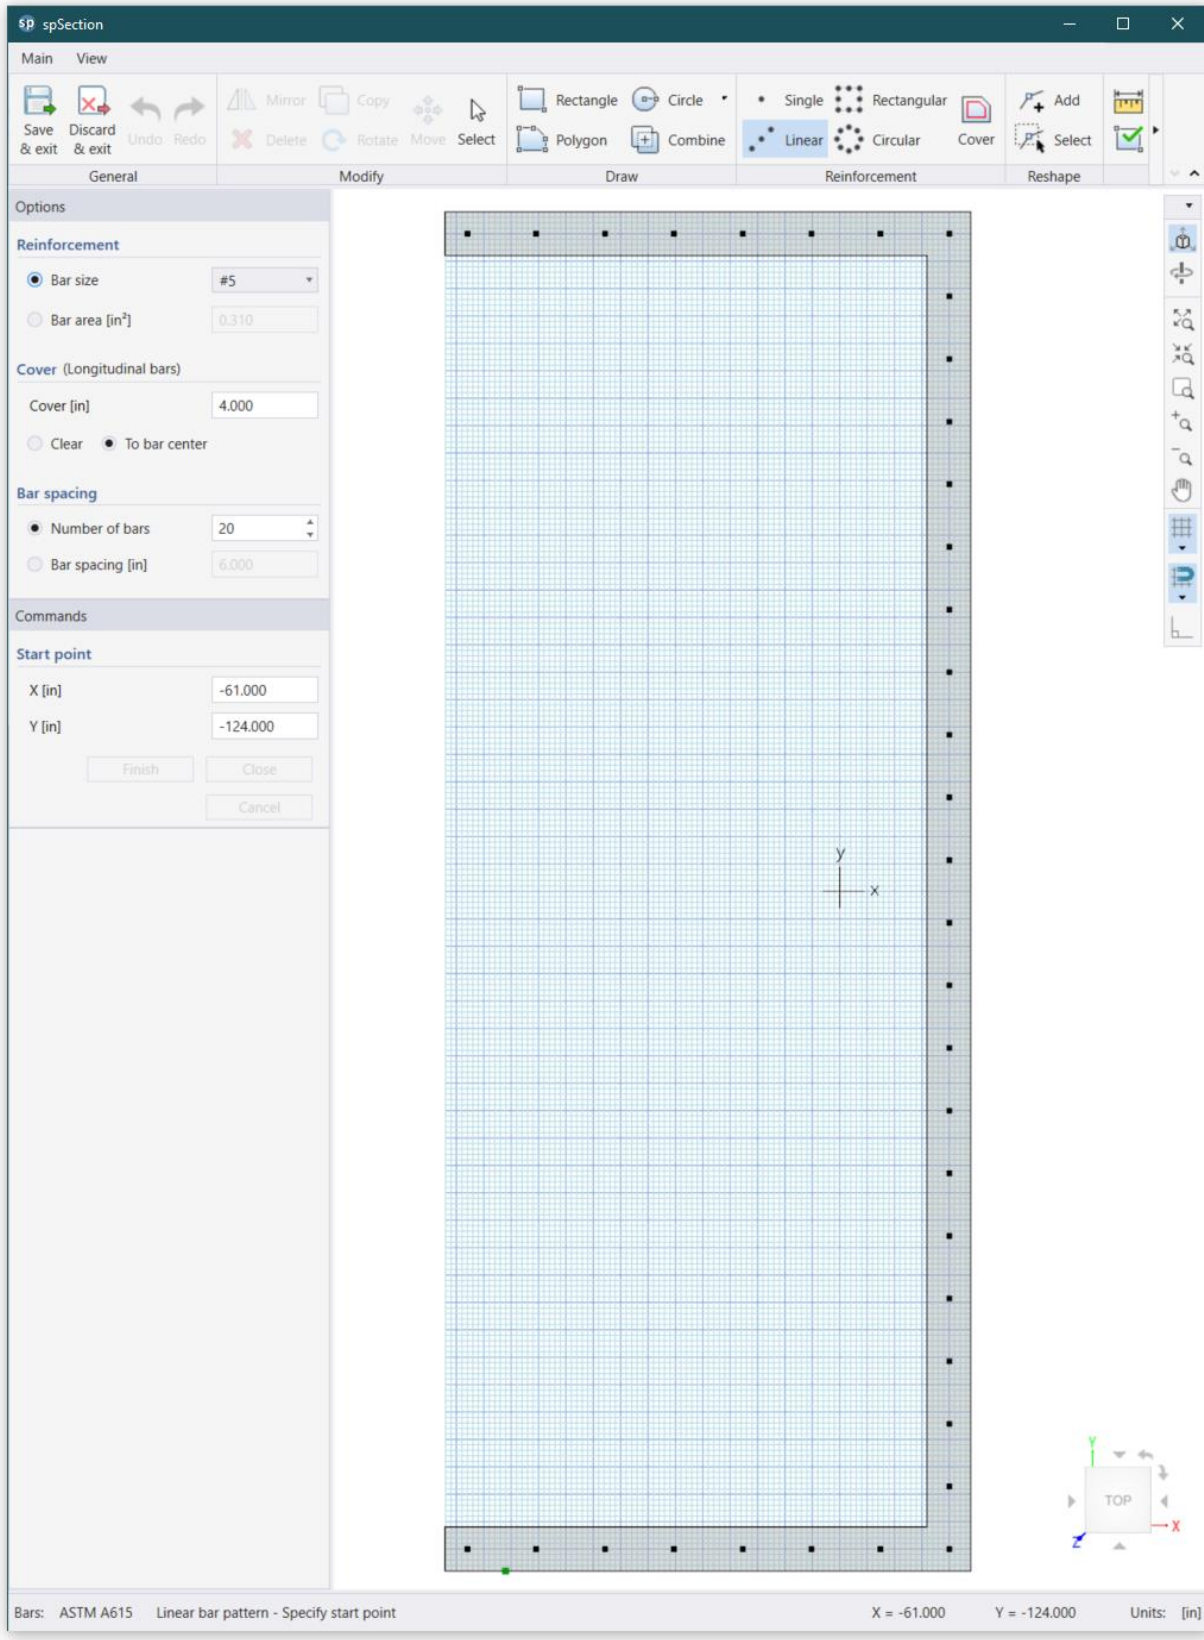 sp spSection
Main View
Save & exit
Discard & exit
Undo
Redo
Mirror
Copy
Delete
Rotate
Move
Select
Rectangle
Circle
Polygon
Combine
Single
Rectangular
Linear
Circular
Cover
Add
Select
General
Modify
Draw
Reinforcement
Reshape
Options
Reinforcement
Bar size #5
Bar area [in²] 0.310
Cover (Longitudinal bars)
Cover [in] 4.000
Clear To bar center
Bar spacing
Number of bars 20
Bar spacing [in] 6.000
Commands
Start point
X [in] -61.000
Y [in] -124.000
Finish Close
Cancel
y
x
Y
TOP
X
Z
Bars: ASTM A615 Linear bar pattern - Specify start point X = -61.000 Y = -124.000 Units: [in]